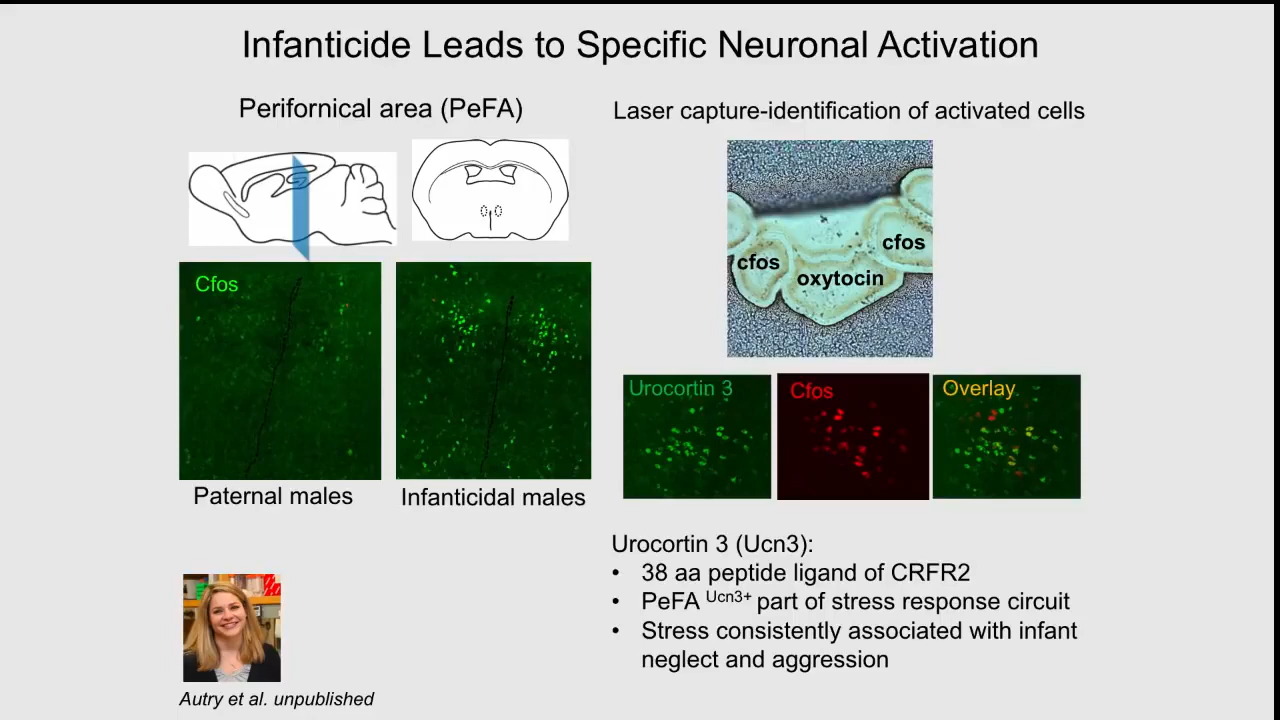 Infanticide Leads to Specific Neuronal Activation
Perifornical area (PeFA)
Cfos
Paternal males
Infanticidal males
Laser capture-identification of activated cells
cfos
cfos
oxytocin
Urocortin 3
Cfos
Overlay
Urocortin 3 (Ucn3):
• 38 aa peptide ligand of CRFR2
• PeFA Ucn3+ part of stress response circuit
• Stress consistently associated with infant
neglect and aggression
Autry et al. unpublished